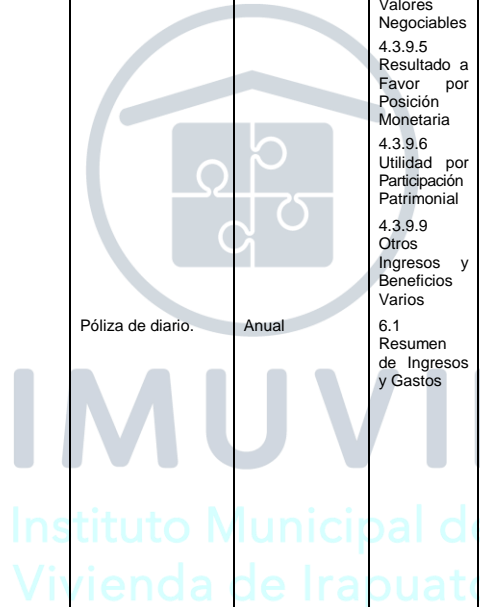 Valores
Negociables
4.3.9.5
Resultado a
Favor por
Posición
Monetaria
4.3.9.6
Utilidad por
Participación
Patrimonial
4.3.9.9
Otros
Ingresos y
Beneficios
Varios
Póliza de diario. Anual 6.1
Resumen
de Ingresos
y Gastos
IMUVI
Instituto Municipal de
Vivienda de Irapuato